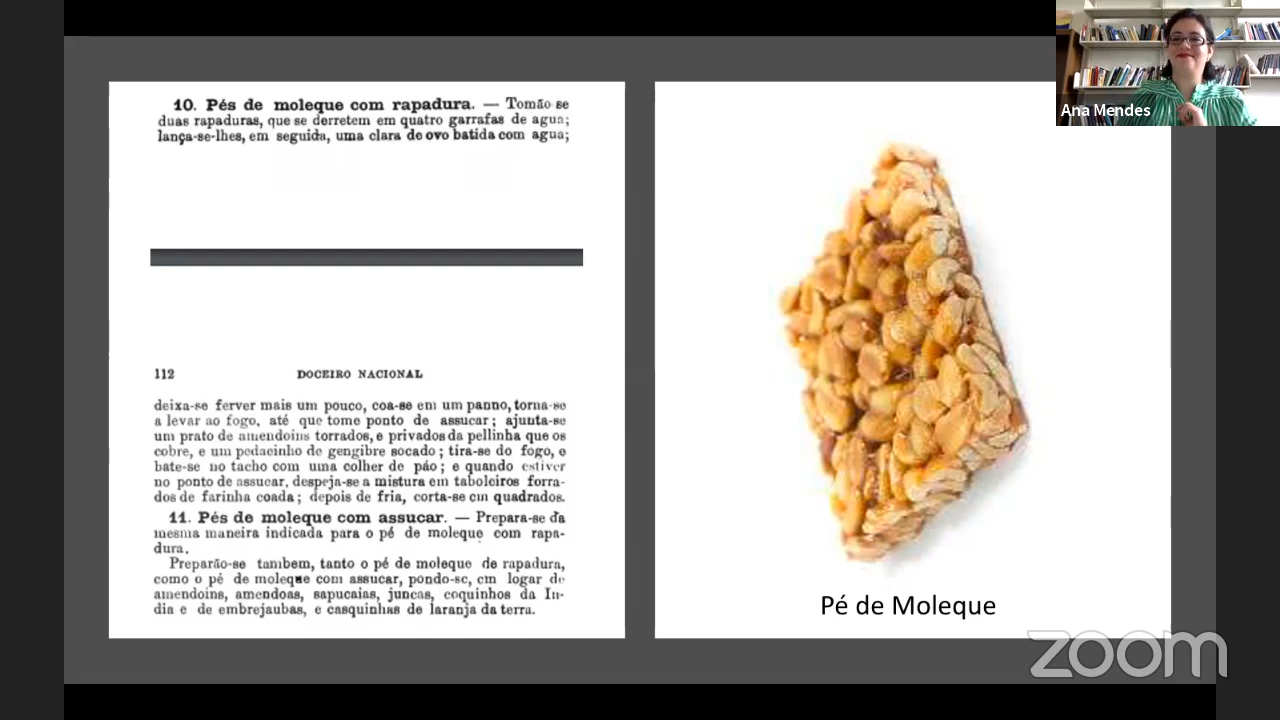 10. Pés de moleque com rapadura. — Tomão se
duas rapaduras, que se derretem em quatro garrafas de agua;
lança-se-lhes, em seguida, uma clara de ovo batida com agua;
112 DOCEIRO NACIONAL
deixa-se ferver mais um pouco, coa-se em um panno, torna-se
a levar ao fogo, até que tome ponto de assucar; ajunta-se
um prato de amendoins torrados, e privados da pellinha que os
cobre, e um pedacinho de gengibre socado; tira-se do fogo, e
bate-se no tacho com uma colher de páo; e quando estiver
no ponto de assucar, despeja-se a mistura em taboleiros forra-
dos de farinha coada; depois de fria, corta-se em quadrados.
11. Pés de moleque com assucar. — Prepara-se da
mesma maneira indicada para o pé de moleque com rapa-
dura.
Preparão-se tambem, tanto o pé de moleque de rapadura,
como o pé de moleque com assucar, pondo-se, em logar de
amendoins, amendoas, sapucaias, juncas, coquinhos da In-
dia e de embrejaubas, e casquinhas de laranja da terra.
Pé de Moleque
Ana Mendes
zoom